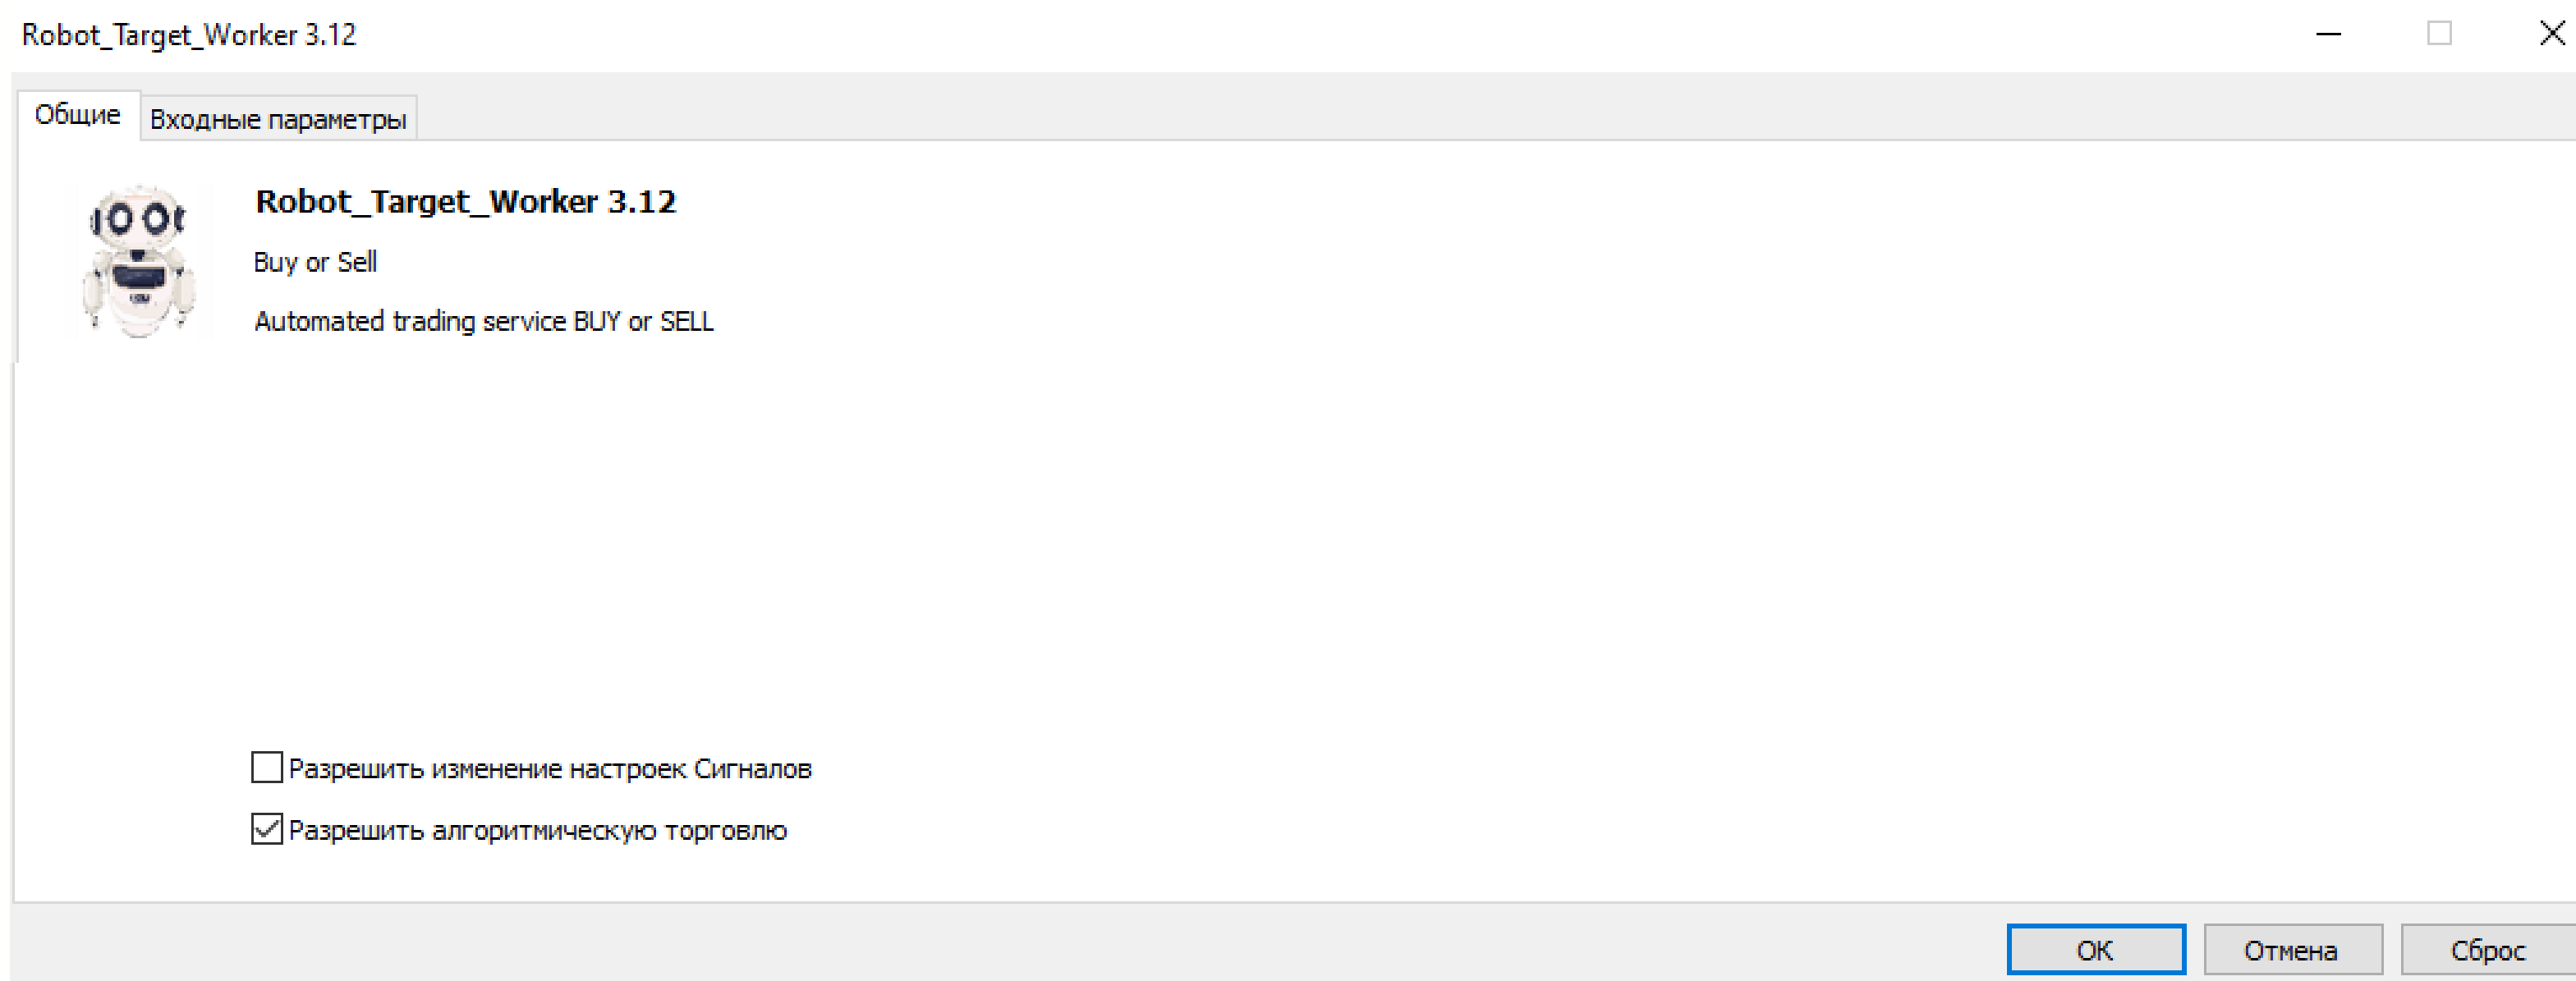 Robot_Target_Worker 3.12
Общие
Входные параметры
Robot_Target_Worker 3.12
Buy or Sell
Automated trading service BUY or SELL
Разрешить изменение настроек Сигналов
Разрешить алгоритмическую торговлю
ОК
Отмена
Сброс